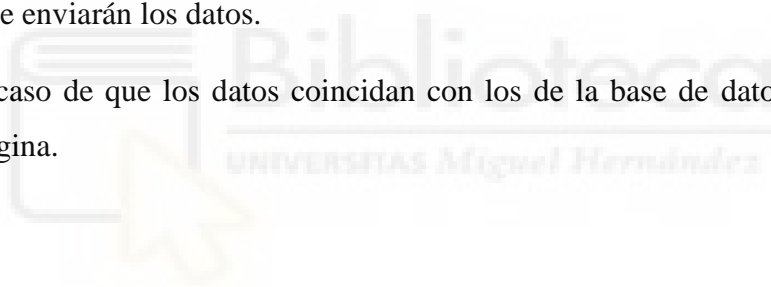 e enviarán los datos.
Biblioteca
caso de que los datos coincidan con los de la base de dato
gina.
UNIVERSITAS Miguel Hernández